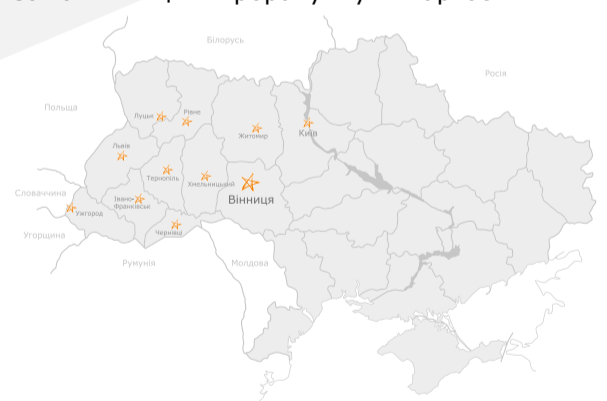 Білорусь
Росія
Польща
Луцьк
Рівне
Житомир
Київ
Львів
Тернопіль
Хмельницький
Вінниця
Словаччина
Івано-
Франківськ
Ужгород
Чернівці
Угорщина
Румунія
Молдова